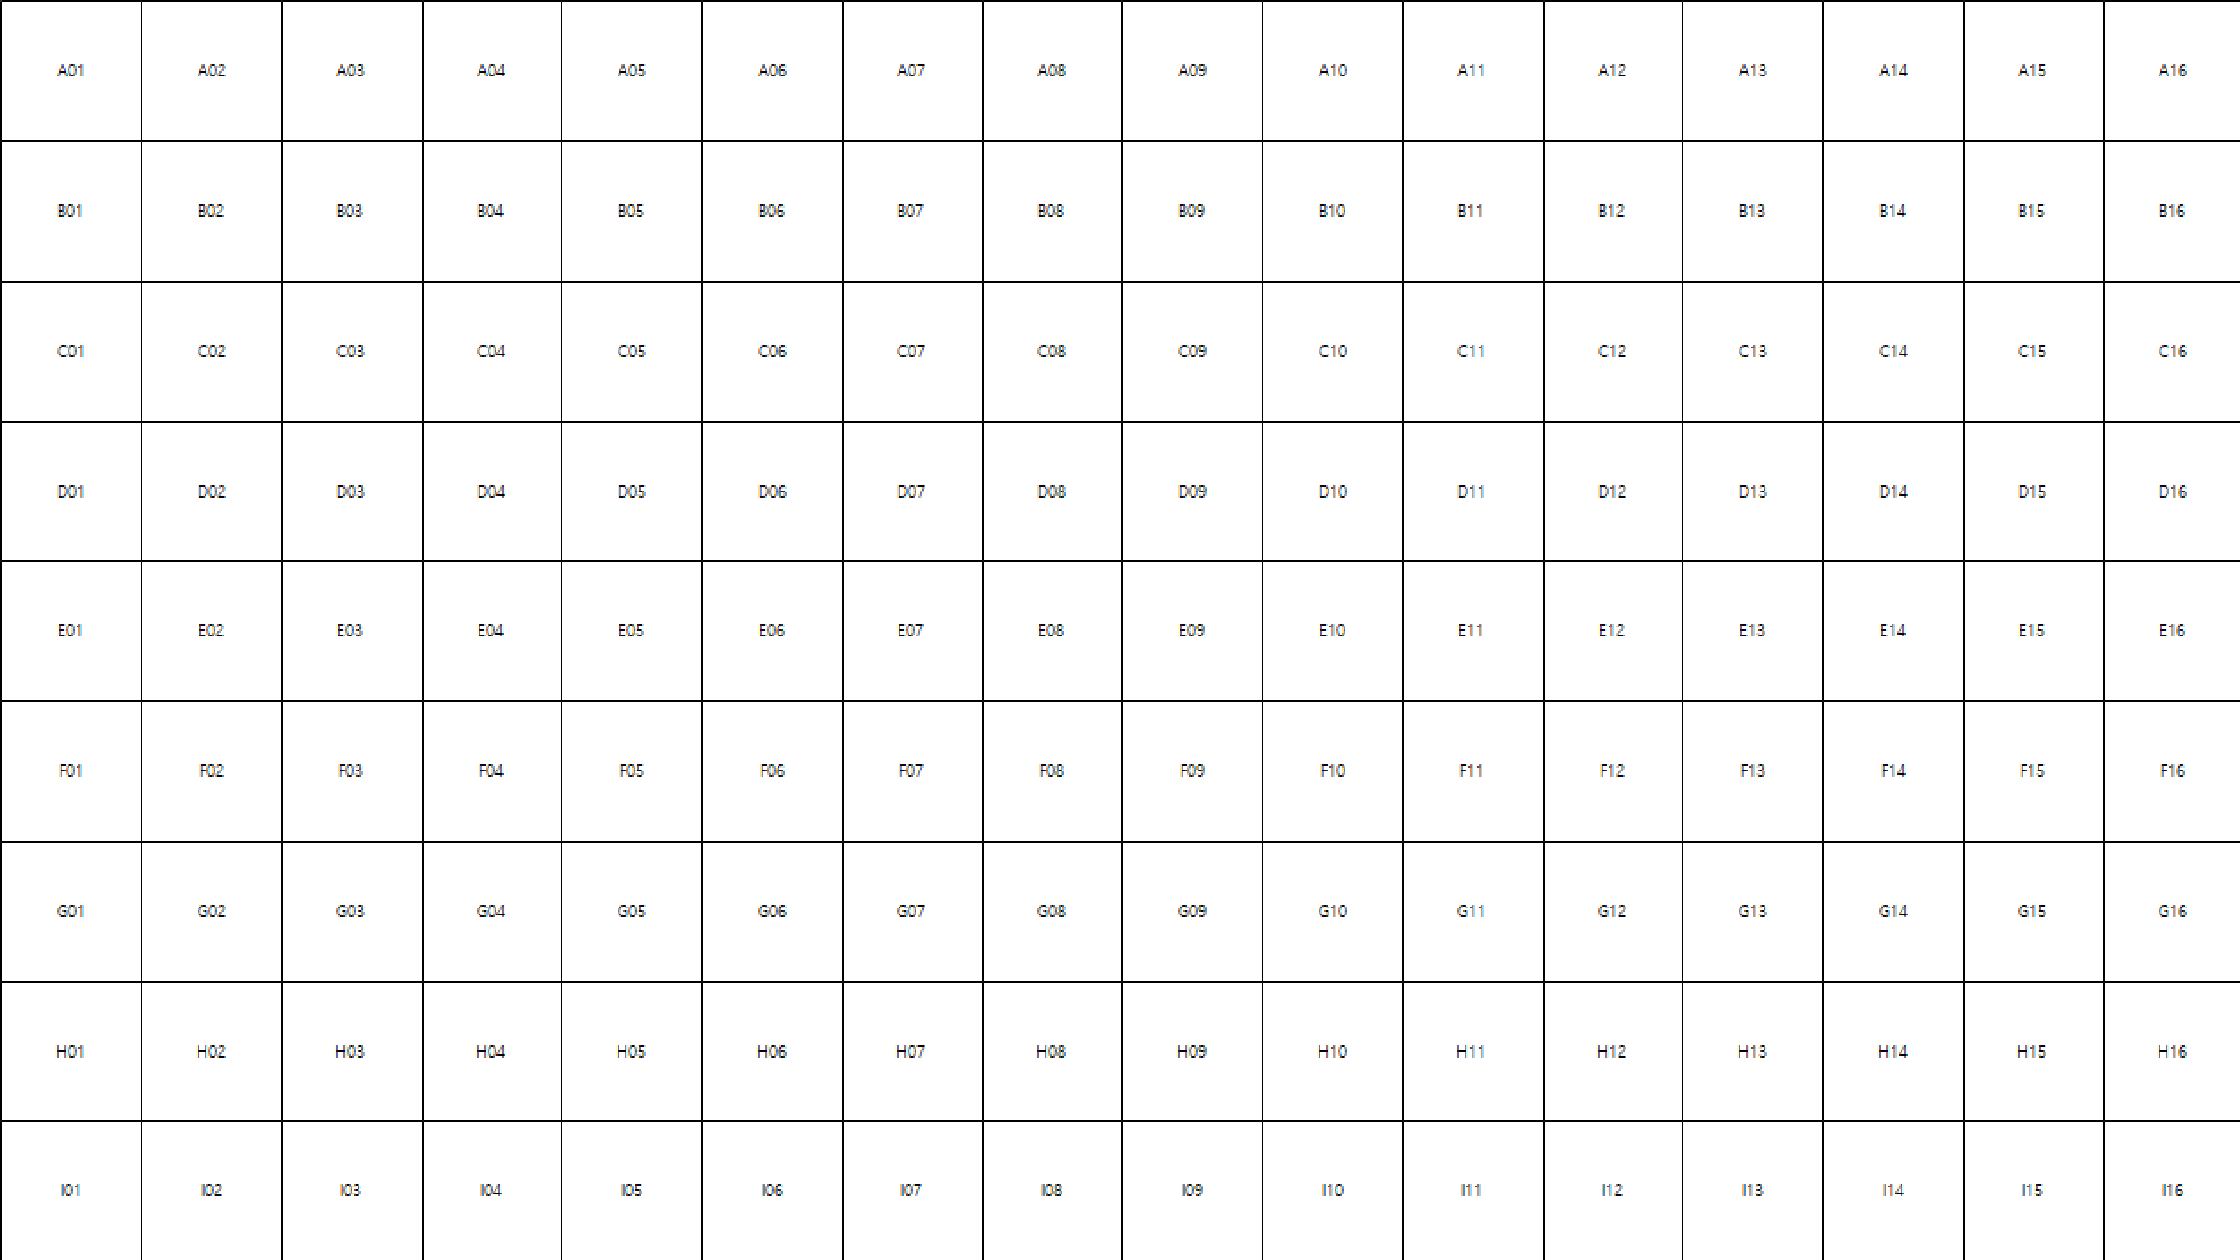 A01 A02 A03 A04 A05 A06 A07 A08 A09 A10 A11 A12 A13 A14 A15 A16
B01 B02 B03 B04 B05 B06 B07 B08 B09 B10 B11 B12 B13 B14 B15 B16
C01 C02 C03 C04 C05 C06 C07 C08 C09 C10 C11 C12 C13 C14 C15 C16
D01 D02 D03 D04 D05 D06 D07 D08 D09 D10 D11 D12 D13 D14 D15 D16
E01 E02 E03 E04 E05 E06 E07 E08 E09 E10 E11 E12 E13 E14 E15 E16
F01 F02 F03 F04 F05 F06 F07 F08 F09 F10 F11 F12 F13 F14 F15 F16
G01 G02 G03 G04 G05 G06 G07 G08 G09 G10 G11 G12 G13 G14 G15 G16
H01 H02 H03 H04 H05 H06 H07 H08 H09 H10 H11 H12 H13 H14 H15 H16
I01 I02 I03 I04 I05 I06 I07 I08 I09 I10 I11 I12 I13 I14 I15 I16